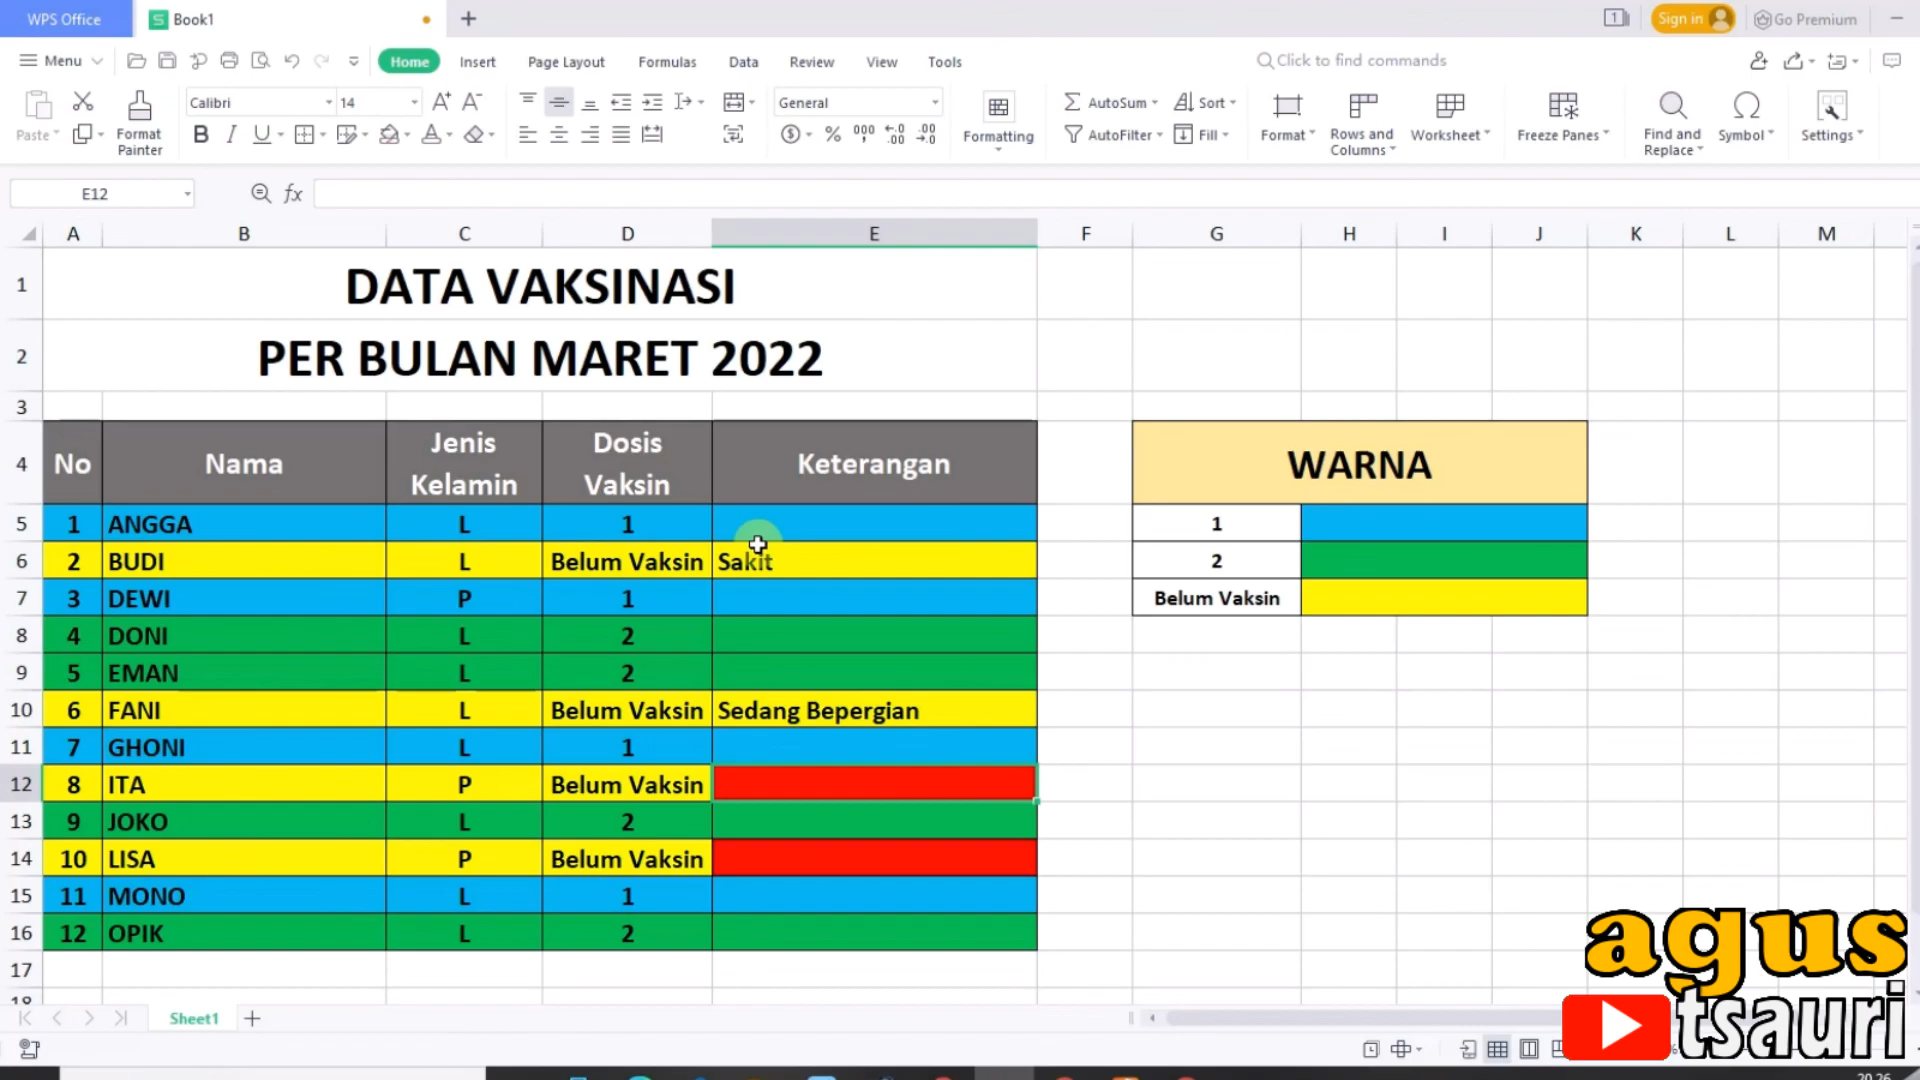 WPS Office
Book1
1
Sign in
Go Premium
Menu
Home
Insert
Page Layout
Formulas
Data
Review
View
Tools
Click to find commands
Paste
Format
Painter
Calibri
14
General
Formatting
AutoSum
Sort
AutoFilter
Fill
Format
Rows and
Columns
Worksheet
Freeze Panes
Find and
Replace
Symbol
Settings
E12
fx
A B C D E F G H I J K L M
1 DATA VAKSINASI
2 PER BULAN MARET 2022
3
4 No Nama Jenis Kelamin Dosis Vaksin Keterangan WARNA
5 1 ANGGA L 1 1
6 2 BUDI L Belum Vaksin Sakit 2
7 3 DEWI P 1 Belum Vaksin
8 4 DONI L 2
9 5 EMAN L 2
10 6 FANI L Belum Vaksin Sedang Bepergian
11 7 GHONI L 1
12 8 ITA P Belum Vaksin
13 9 JOKO L 2
14 10 LISA P Belum Vaksin
15 11 MONO L 1
16 12 OPIK L 2
17
18
Sheet1
agus
tsauri
20.26